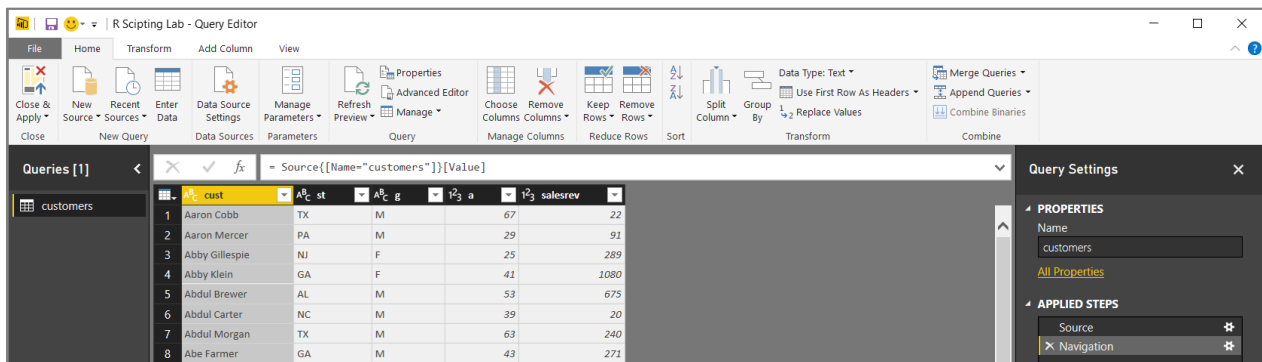 R Scipting Lab - Query Editor
File Home Transform Add Column View
Close & Apply New Source Recent Sources Enter Data Data Source Settings Manage Parameters Refresh Preview Properties Advanced Editor Manage Choose Columns Remove Columns Keep Rows Remove Rows Split Column Group By Data Type: Text Use First Row As Headers Replace Values Merge Queries Append Queries Combine Binaries
Close New Query Data Sources Parameters Query Manage Columns Reduce Rows Sort Transform Combine
Queries [1]
customers
fx = Source{[Name="customers"]}[Value]
ABC cust ABC st ABC g 123 a 123 salesrev
1 Aaron Cobb TX M 67 22
2 Aaron Mercer PA M 29 91
3 Abby Gillespie NJ F 25 289
4 Abby Klein GA F 41 1080
5 Abdul Brewer AL M 53 675
6 Abdul Carter NC M 39 20
7 Abdul Morgan TX M 63 240
8 Abe Farmer GA M 43 271
Query Settings
PROPERTIES
Name
customers
All Properties
APPLIED STEPS
Source
Navigation